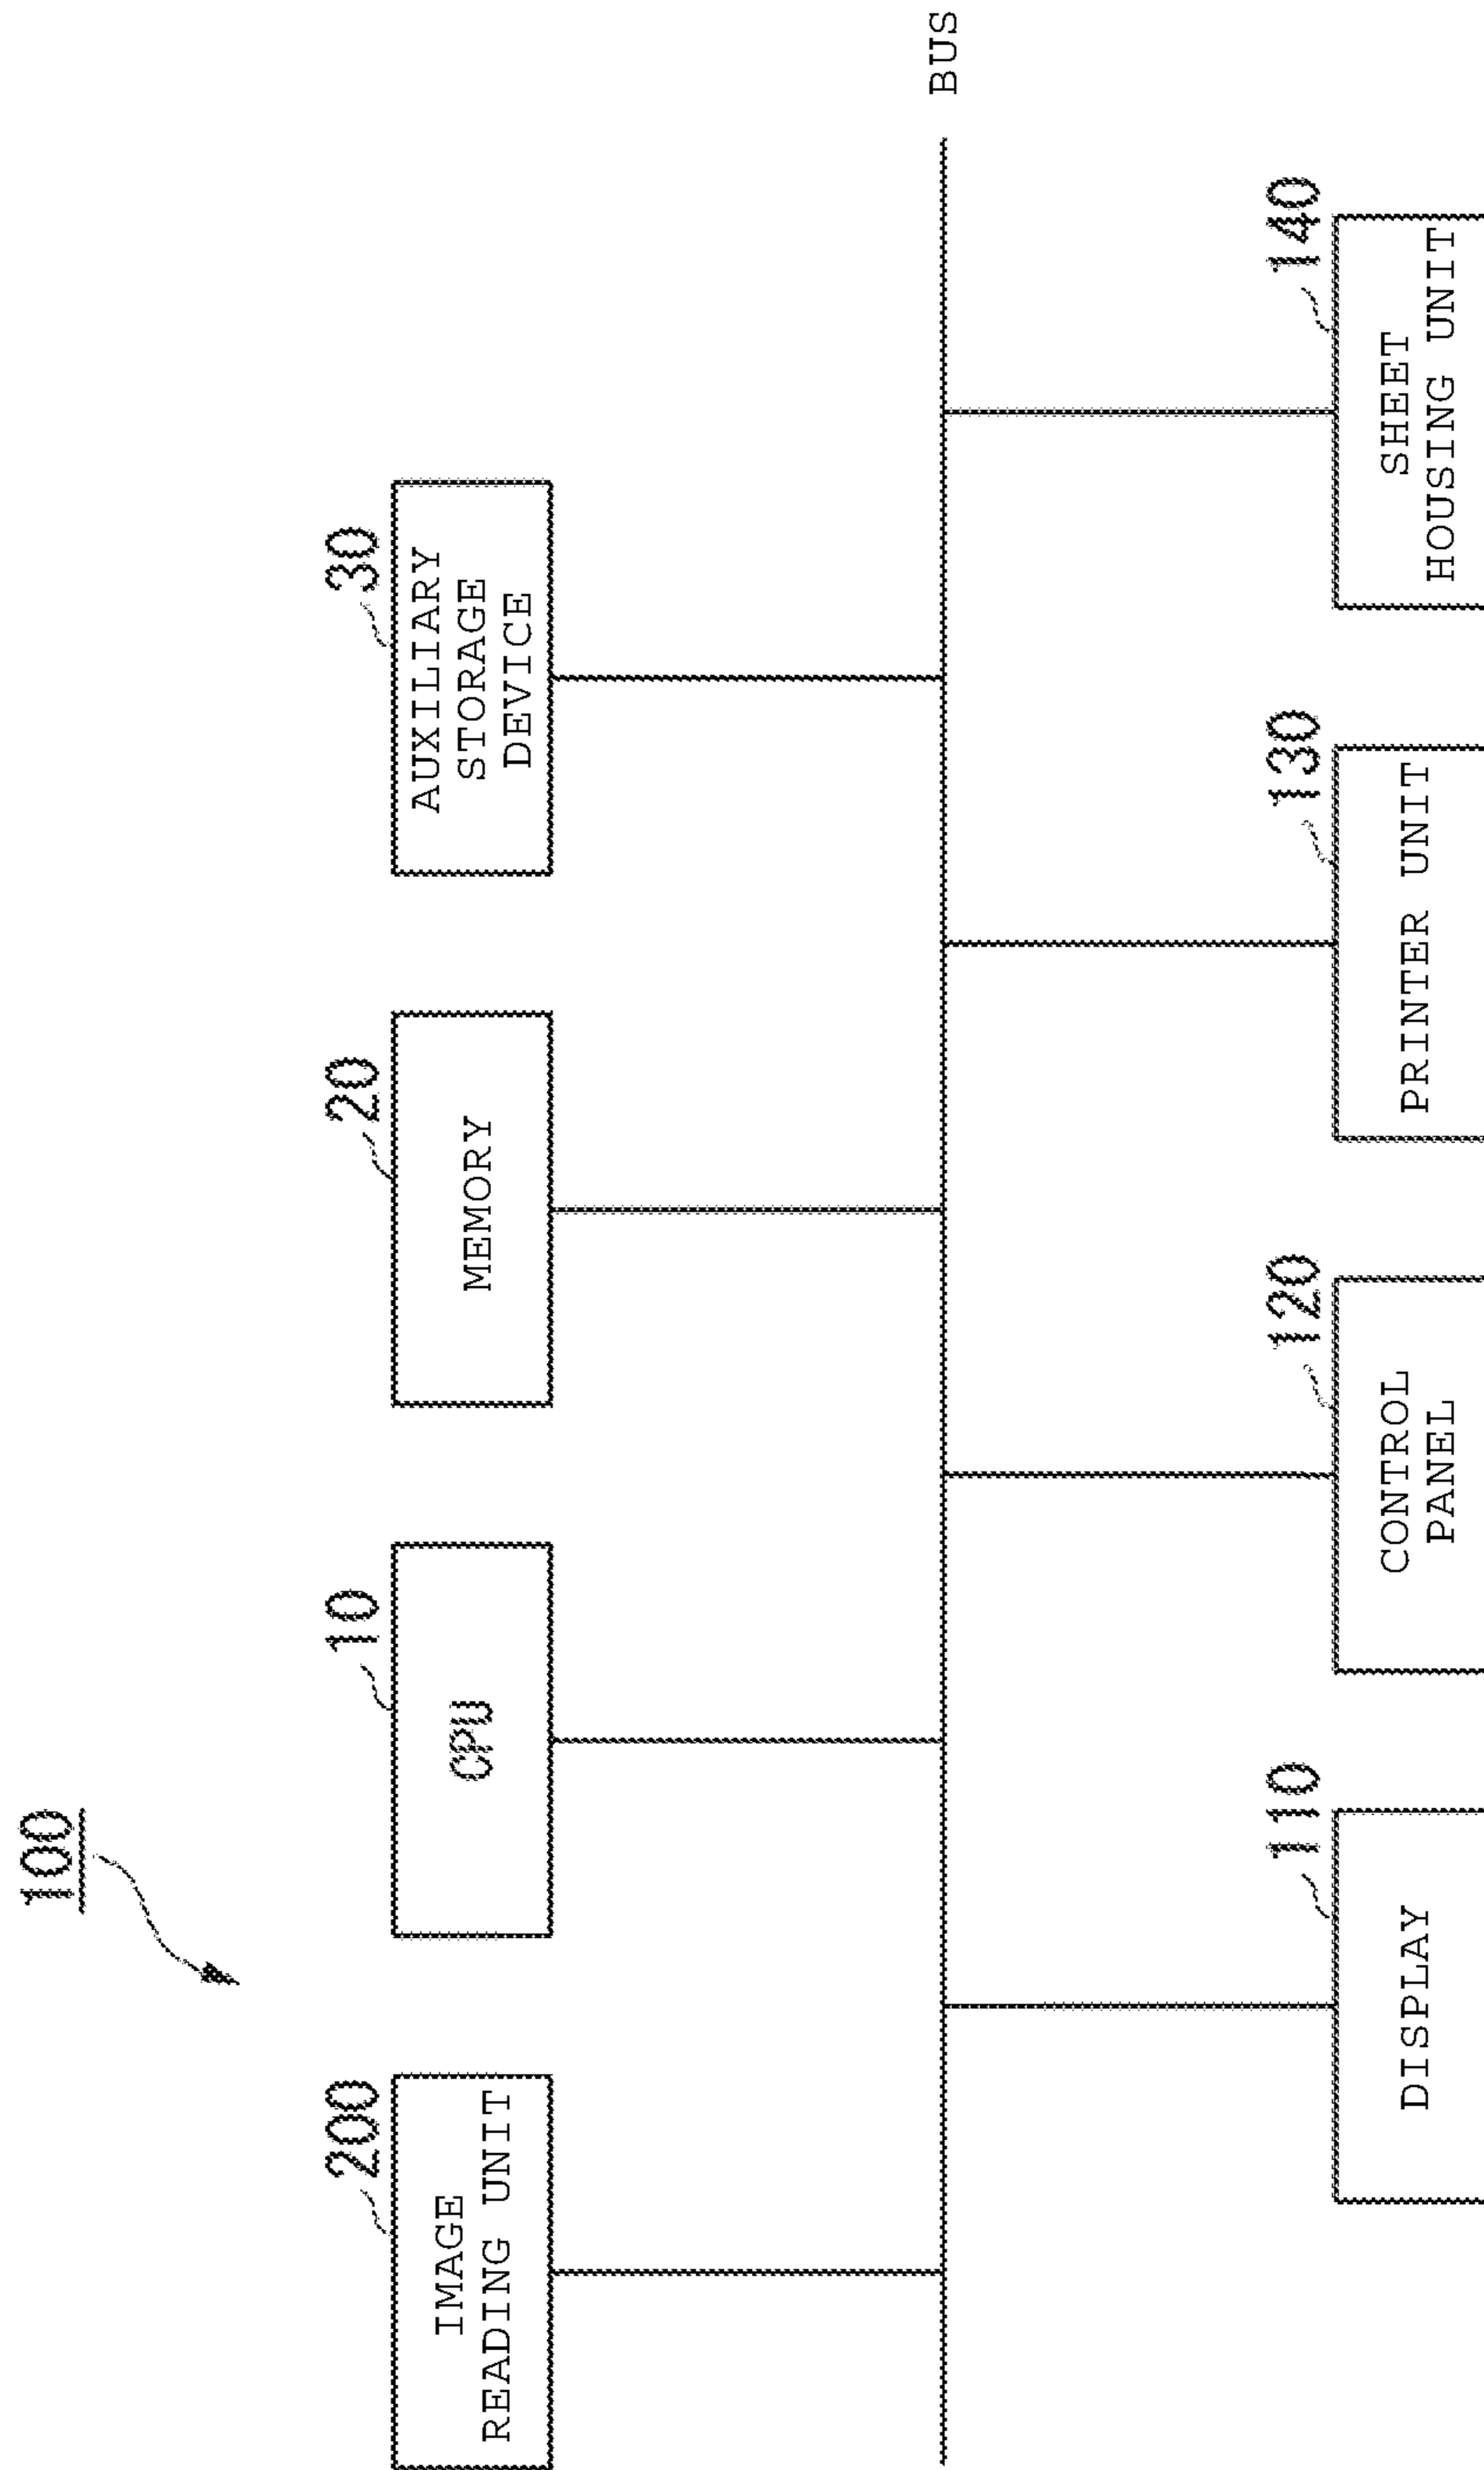 100
200
IMAGE
READING UNIT
10
CPU
20
MEMORY
30
AUXILIARY
STORAGE
DEVICE
BUS
110
DISPLAY
120
CONTROL
PANEL
130
PRINTER UNIT
140
SHEET
HOUSING UNIT